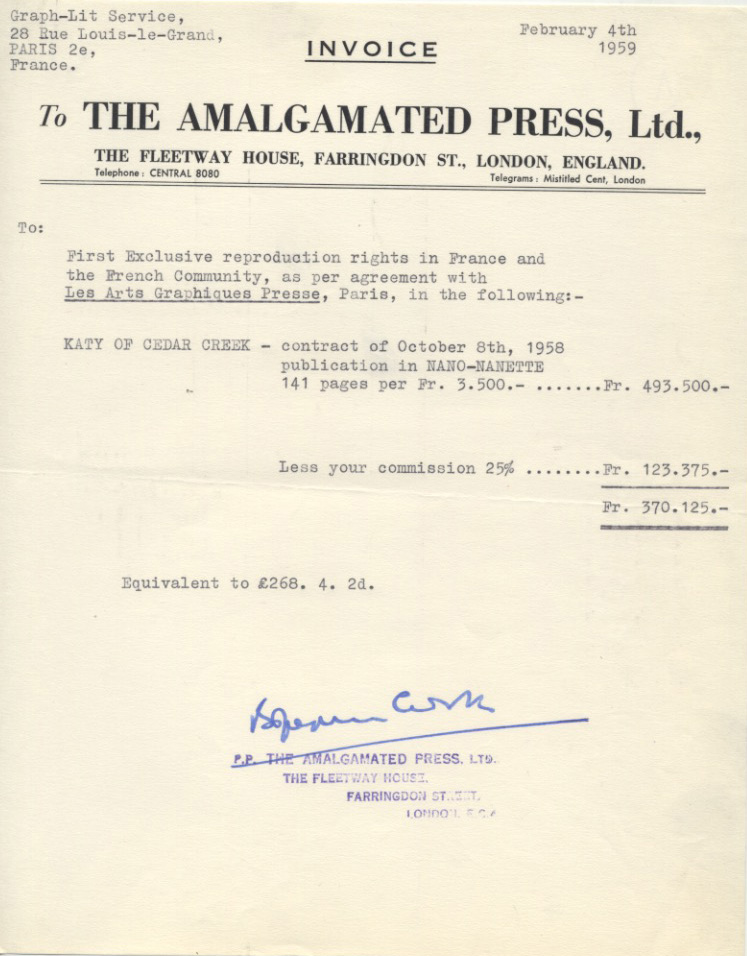 Graph-Lit Service,
28 Rue Louis-le-Grand,
PARIS 2e,
France.
INVOICE
February 4th
1959
To THE AMALGAMATED PRESS, Ltd.,
THE FLEETWAY HOUSE, FARRINGDON ST., LONDON, ENGLAND.
Telephone: CENTRAL 8080
Telegrams: Mistitled Cent, London
To:
First Exclusive reproduction rights in France and
the French Community, as per agreement with
Les Arts Graphiques Presse, Paris, in the following:-
KATY OF CEDAR CREEK - contract of October 8th, 1958
publication in NANO-NANETTE
141 pages per Fr. 3.500.- .......Fr. 493.500.-
Less your commission 25% ........Fr. 123.375.-
Fr. 370.125.-
Equivalent to £268. 4. 2d.
P.P. THE AMALGAMATED PRESS, LTD.
THE FLEETWAY HOUSE,
FARRINGDON STREET,
LONDON, E.C.4